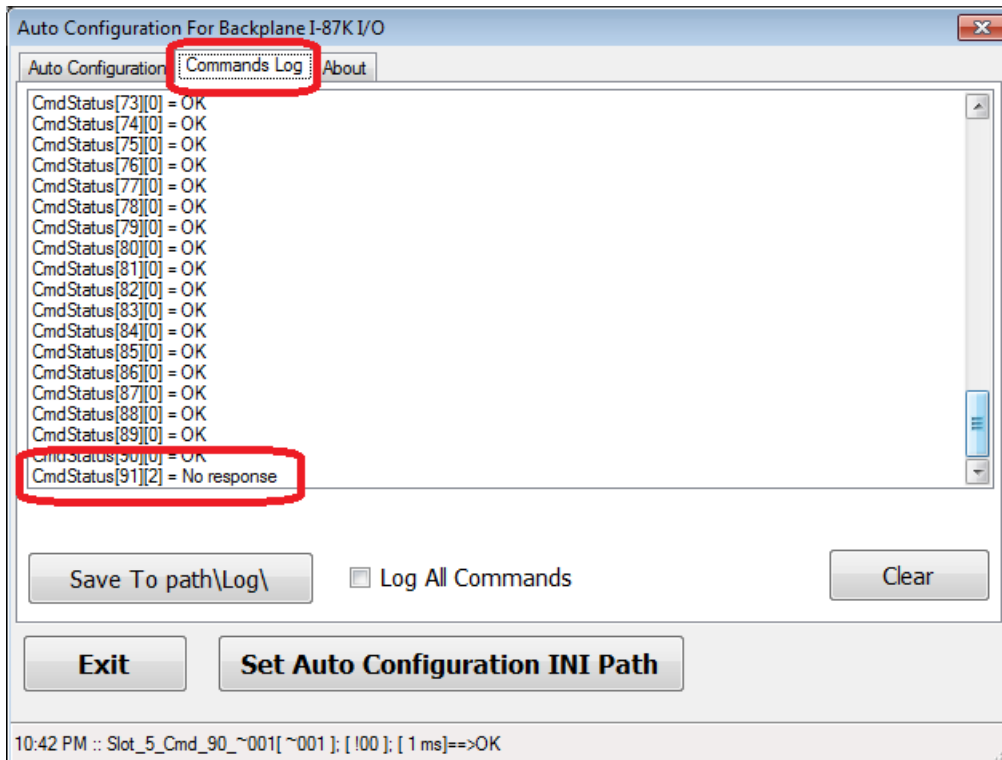 Auto Configuration For Backplane I-87K I/O
Auto Configuration Commands Log About
CmdStatus[73][0] = OK
CmdStatus[74][0] = OK
CmdStatus[75][0] = OK
CmdStatus[76][0] = OK
CmdStatus[77][0] = OK
CmdStatus[78][0] = OK
CmdStatus[79][0] = OK
CmdStatus[80][0] = OK
CmdStatus[81][0] = OK
CmdStatus[82][0] = OK
CmdStatus[83][0] = OK
CmdStatus[84][0] = OK
CmdStatus[85][0] = OK
CmdStatus[86][0] = OK
CmdStatus[87][0] = OK
CmdStatus[88][0] = OK
CmdStatus[89][0] = OK
CmdStatus[90][0] = OK
CmdStatus[91][2] = No response
Save To path\Log\ Log All Commands Clear
Exit Set Auto Configuration INI Path
10:42 PM :: Slot_5_Cmd_90_~001[ ~001 ]; [ !00 ]; [ 1 ms]==>OK